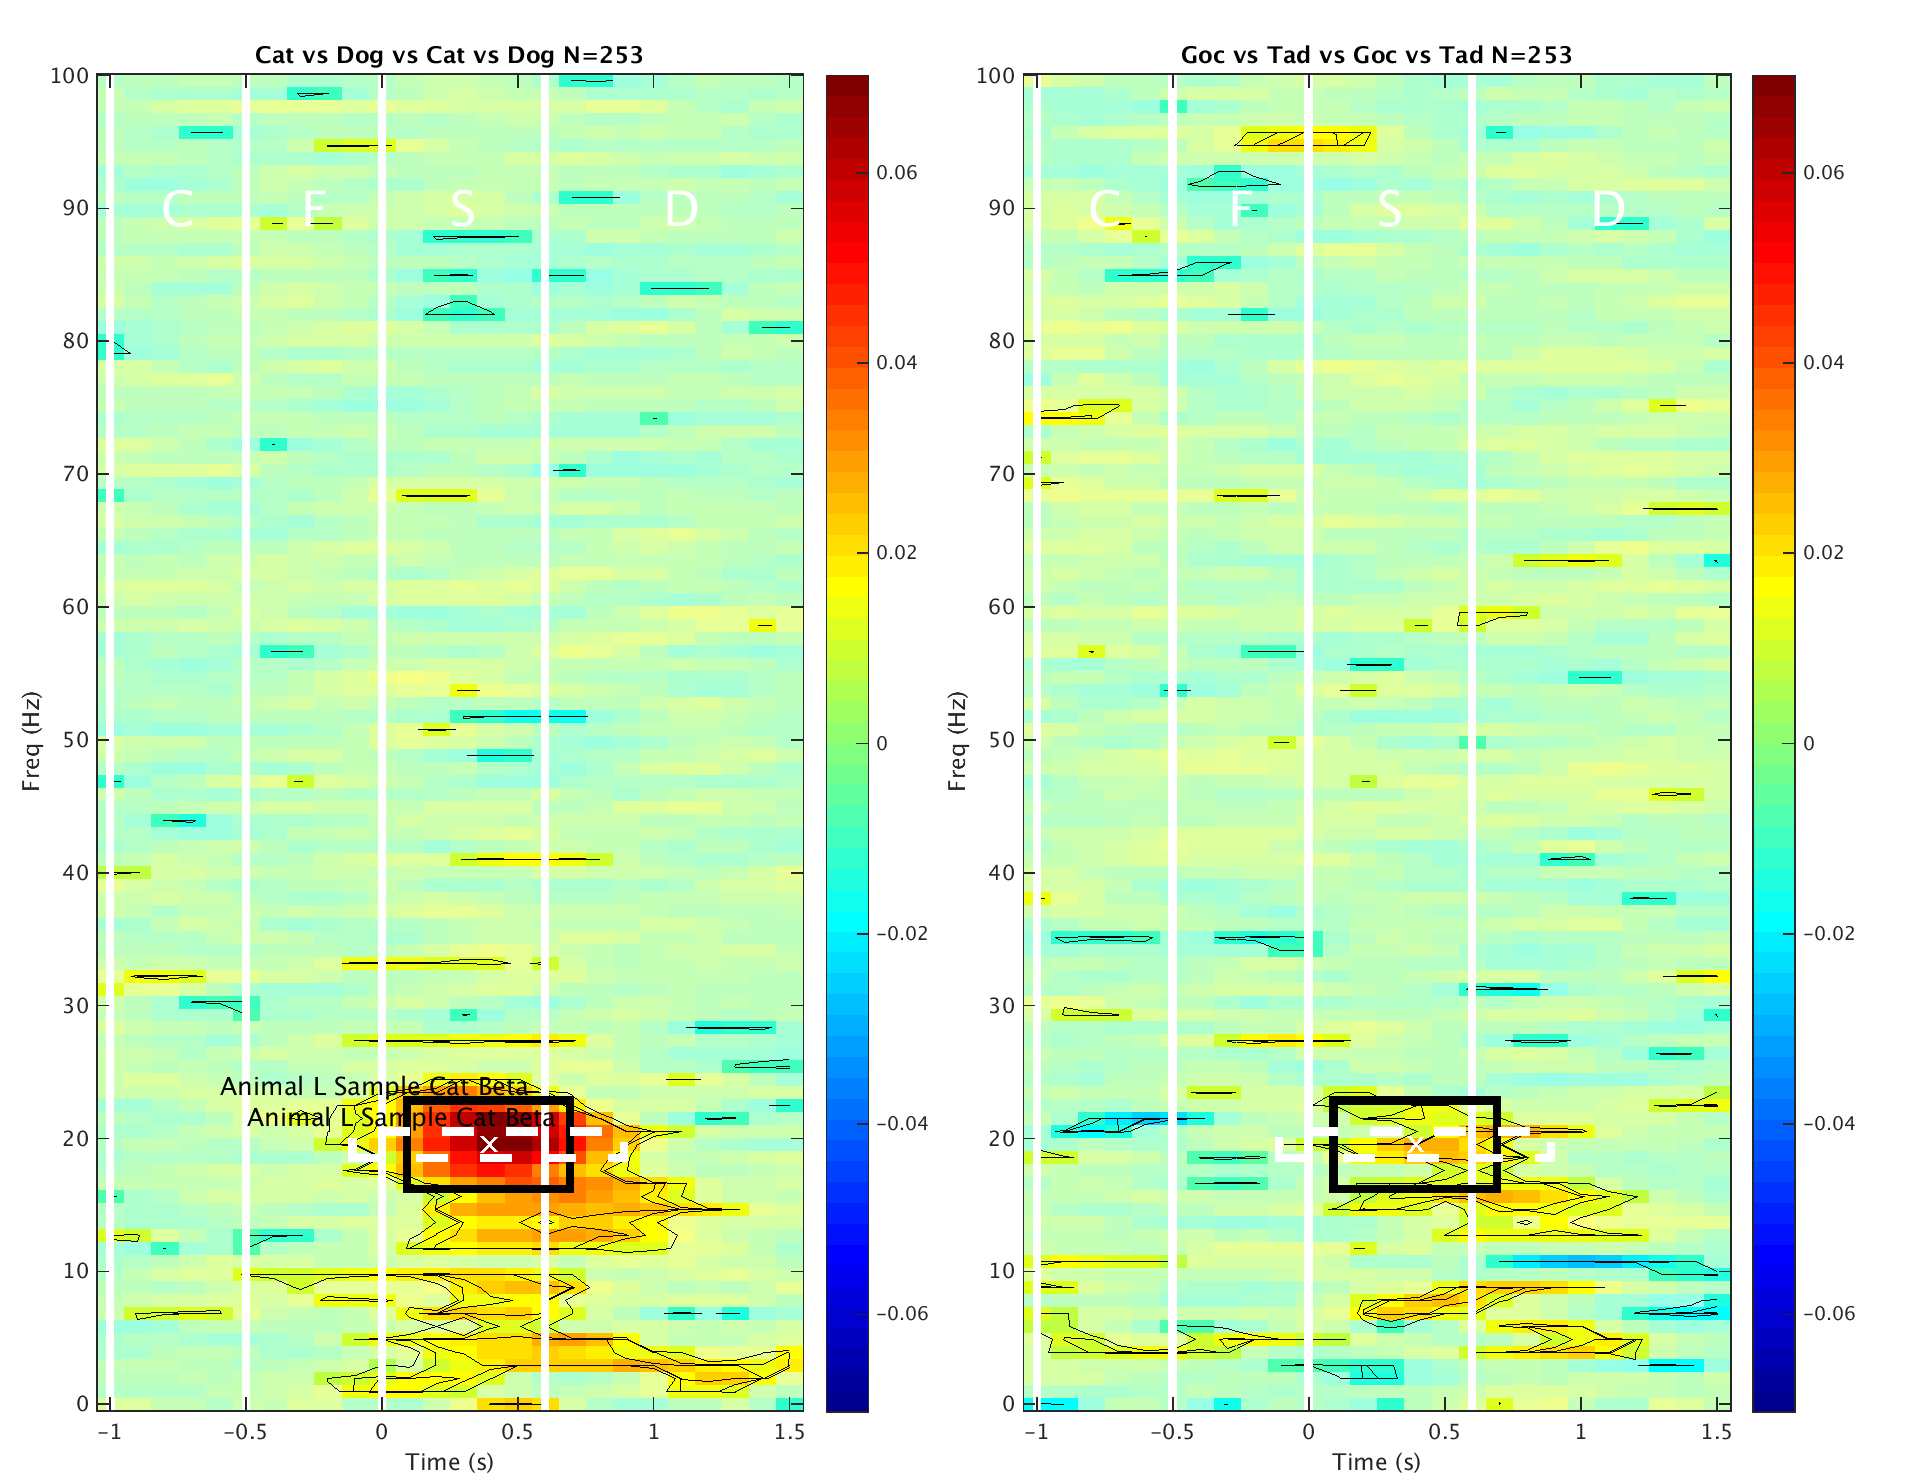 Cat vs Dog vs Cat vs Dog N=253
100
90
80
70
60
50
40
30
20
10
0
Freq (Hz)
C F S D
Animal L Sample Cat Beta
Animal L Sample Cat Beta
x
-1 -0.5 0 0.5 1 1.5
Time (s)
0.06
0.04
0.02
0
-0.02
-0.04
-0.06
Goc vs Tad vs Goc vs Tad N=253
100
90
80
70
60
50
40
30
20
10
0
Freq (Hz)
C F S D
x
-1 -0.5 0 0.5 1 1.5
Time (s)
0.06
0.04
0.02
0
-0.02
-0.04
-0.06